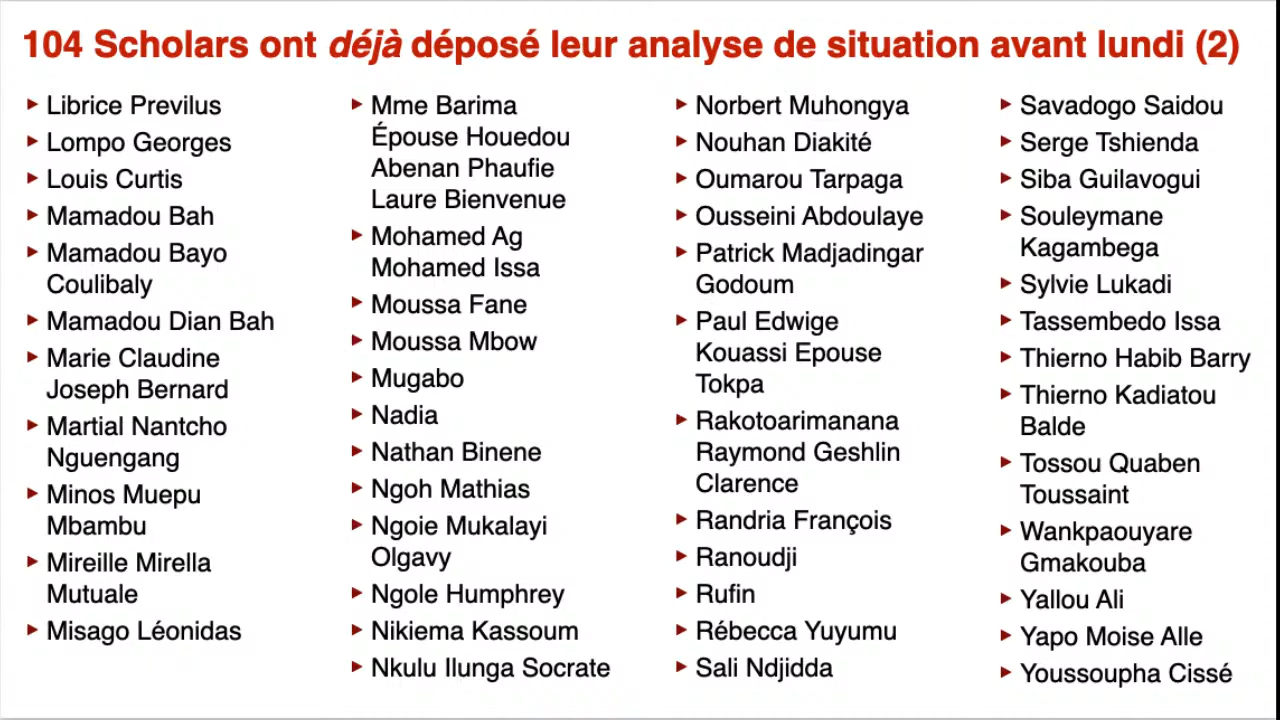 104 Scholars ont déjà déposé leur analyse de situation avant lundi (2)
Librice Previlus
Lompo Georges
Louis Curtis
Mamadou Bah
Mamadou Bayo
Coulibaly
Mamadou Dian Bah
Marie Claudine
Joseph Bernard
Martial Nantcho
Nguengang
Minos Muepu
Mbambu
Mireille Mirella
Mutuale
Misago Léonidas
Mme Barima
Épouse Houedou
Abenan Phaufie
Laure Bienvenue
Mohamed Ag
Mohamed Issa
Moussa Fane
Moussa Mbow
Mugabo
Nadia
Nathan Binene
Ngoh Mathias
Ngoie Mukalayi
Olgavy
Ngole Humphrey
Nikiema Kassoum
Nkulu Ilunga Socrate
Norbert Muhongya
Nouhan Diakité
Oumarou Tarpaga
Ousseini Abdoulaye
Patrick Madjadingar
Godoum
Paul Edwige
Kouassi Epouse
Tokpa
Rakotoarimanana
Raymond Geshlin
Clarence
Randria François
Ranoudji
Rufin
Rébecca Yuyumu
Sali Ndjidda
Savadogo Saidou
Serge Tshienda
Siba Guilavogui
Souleymane
Kagambega
Sylvie Lukadi
Tassembedo Issa
Thierno Habib Barry
Thierno Kadiatou
Balde
Tossou Quaben
Toussaint
Wankpaouyare
Gmakouba
Yallou Ali
Yapo Moise Alle
Youssoupha Cissé